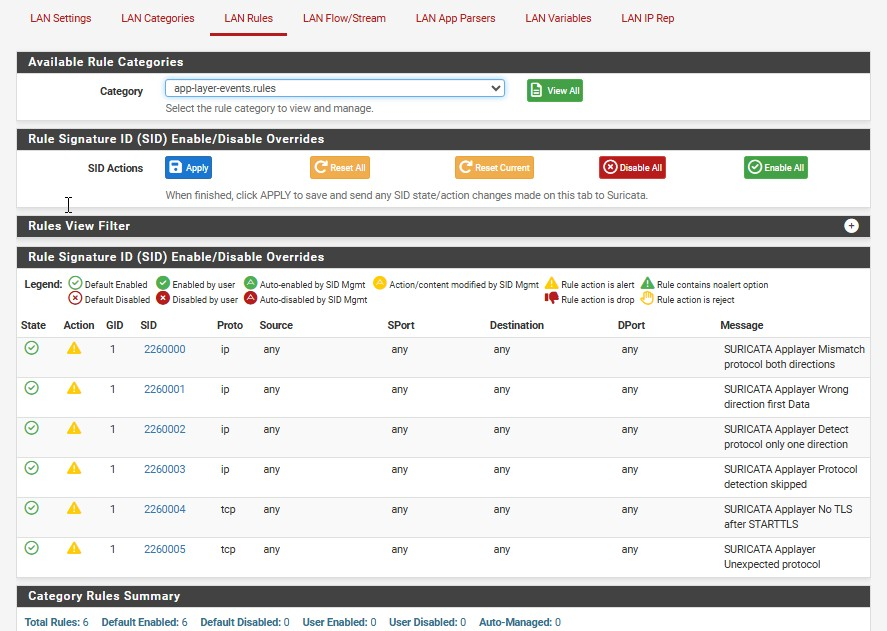 LAN Settings LAN Categories LAN Rules LAN Flow/Stream LAN App Parsers LAN Variables LAN IP Rep
Available Rule Categories
Category app-layer-events.rules View All
Select the rule category to view and manage.
Rule Signature ID (SID) Enable/Disable Overrides
SID Actions Apply Reset All Reset Current Disable All Enable All
When finished, click APPLY to save and send any SID state/action changes made on this tab to Suricata.
Rules View Filter
Rule Signature ID (SID) Enable/Disable Overrides
Legend: Default Enabled Enabled by user Auto-enabled by SID Mgmt Action/content modified by SID Mgmt Rule action is alert Rule contains noalert option
Default Disabled Disabled by user Auto-disabled by SID Mgmt Rule action is drop Rule action is reject
State Action GID SID Proto Source SPort Destination DPort Message
1 2260000 ip any any any any SURICATA Applayer Mismatch
protocol both directions
1 2260001 ip any any any any SURICATA Applayer Wrong
direction first Data
1 2260002 ip any any any any SURICATA Applayer Detect
protocol only one direction
1 2260003 ip any any any any SURICATA Applayer Protocol
detection skipped
1 2260004 tcp any any any any SURICATA Applayer No TLS
after STARTTLS
1 2260005 tcp any any any any SURICATA Applayer
Unexpected protocol
Category Rules Summary
Total Rules: 6 Default Enabled: 6 Default Disabled: 0 User Enabled: 0 User Disabled: 0 Auto-Managed: 0